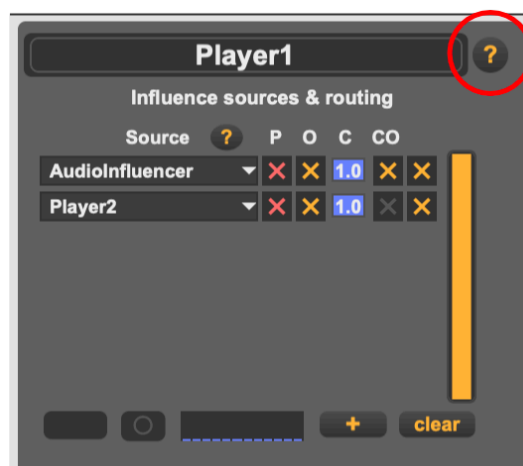 Player1 ?
Influence sources & routing
Source ? P O C CO
AudioInfluencer 1.0
Player2 1.0
+ clear